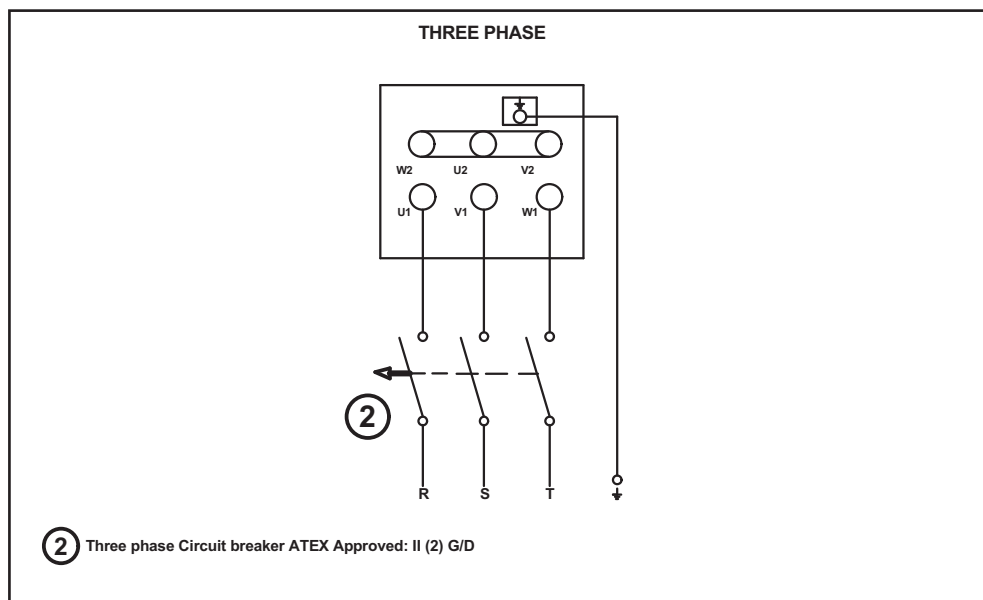 THREE PHASE
W2 U2 V2
U1 V1 W1
2
R S T
2 Three phase Circuit breaker ATEX Approved: II (2) G/D